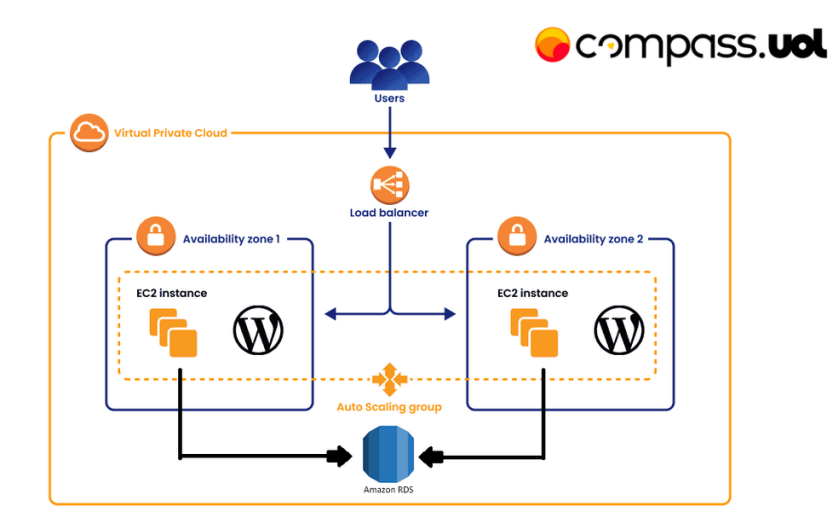 compass.uol
Users
Virtual Private Cloud
Load balancer
Availability zone 1
Availability zone 2
EC2 instance
EC2 instance
Auto Scaling group
Amazon RDS